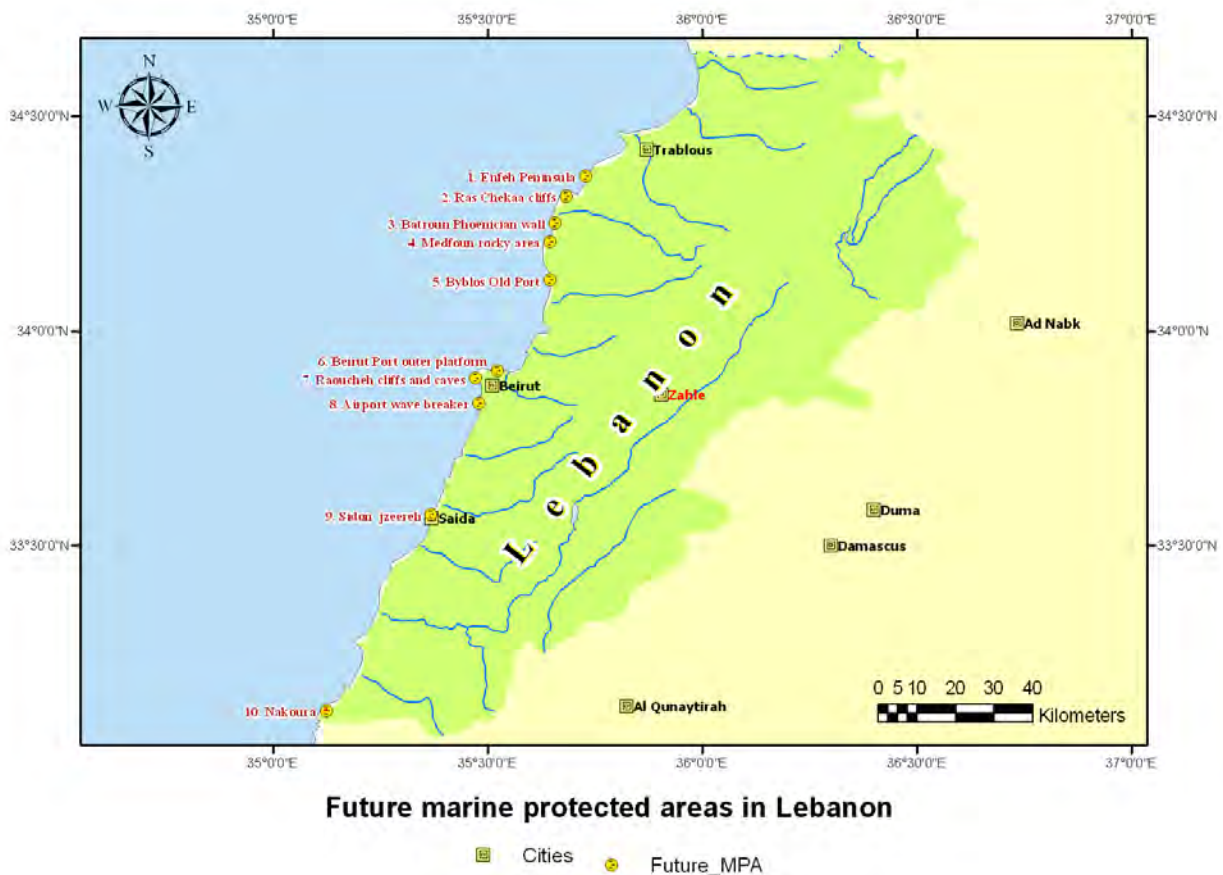 35°0'0"E 35°30'0"E 36°0'0"E 36°30'0"E 37°0'0"E
N
W E
S
34°30'0"N 34°30'0"N
Trablous
1. Enfeh Peninsula
2. Ras Chekaa cliffs
3. Batroun Phoenician wall
4. Medfoun rocky area
5. Byblos Old Port
34°0'0"N 34°0'0"N
Ad Nabk
6. Beirut Port outer platform
7. Raoucheh cliffs and caves
Beirut
8. Airport wave breaker
Zahle
Lebanon
9. Sidon jzeereh
Saida
Duma
33°30'0"N 33°30'0"N
Damascus
10. Nakoura
Al Qunaytirah
0 5 10 20 30 40
Kilometers
35°0'0"E 35°30'0"E 36°0'0"E 36°30'0"E 37°0'0"E
Future marine protected areas in Lebanon
Cities Future_MPA